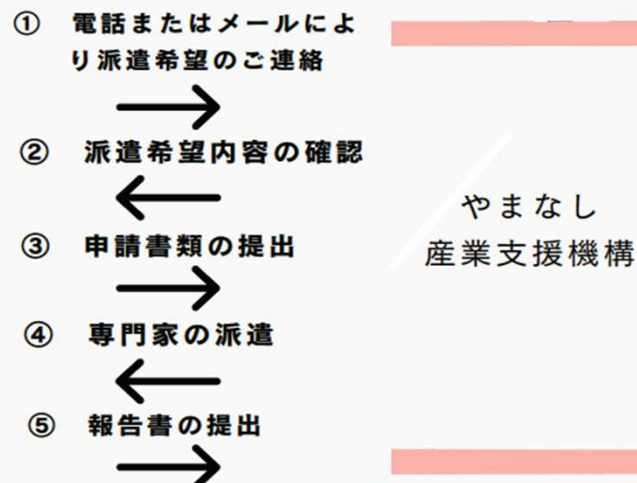 ① 電話またはメールによ
り派遣希望のご連絡
② 派遣希望内容の確認
③ 申請書類の提出
④ 専門家の派遣
⑤ 報告書の提出
やまなし
産業支援機構